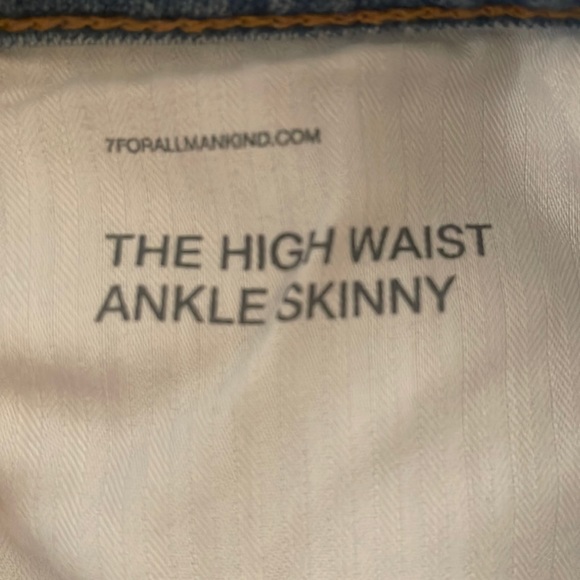 7FORALLMANKIND.COM
THE HIGH WAIST
ANKLE SKINNY